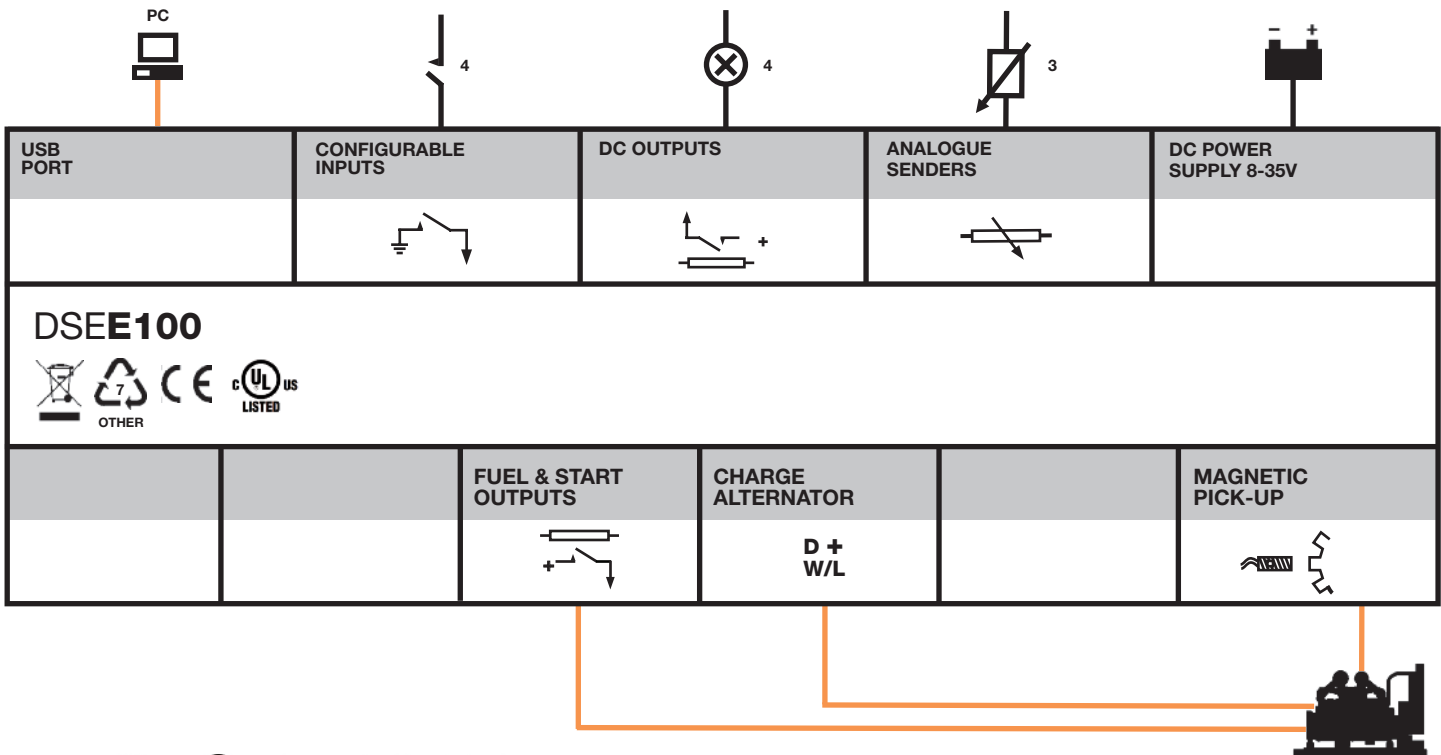 PC
4
4
3
– +
USB
PORT
CONFIGURABLE
INPUTS
DC OUTPUTS
ANALOGUE
SENDERS
DC POWER
SUPPLY 8-35V
+
DSEE100
7
OTHER
CE
c UL us
LISTED
FUEL & START
OUTPUTS
CHARGE
ALTERNATOR
MAGNETIC
PICK-UP
+
D +
W/L